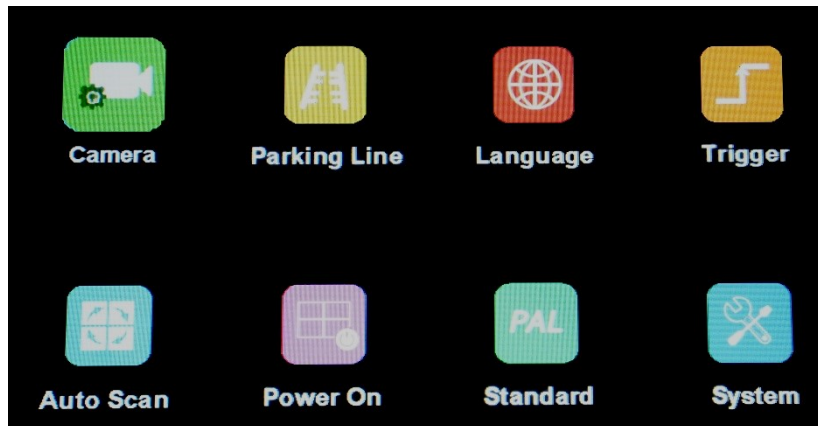 Camera
Parking Line
Language
Trigger
PAL
Auto Scan
Power On
Standard
System